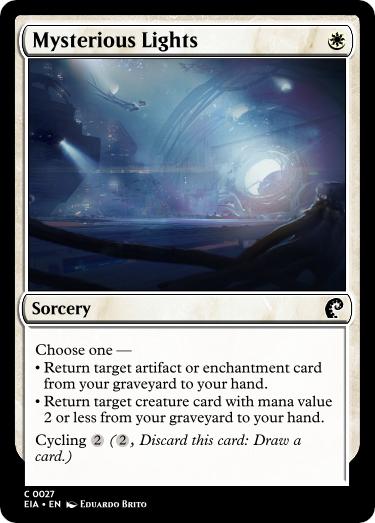 Mysterious Lights
Sorcery
Choose one —
• Return target artifact or enchantment card
from your graveyard to your hand.
• Return target creature card with mana value
2 or less from your graveyard to your hand.
Cycling 2 (2, Discard this card: Draw a
card.)
C 0027
EIA • EN Eduardo Brito